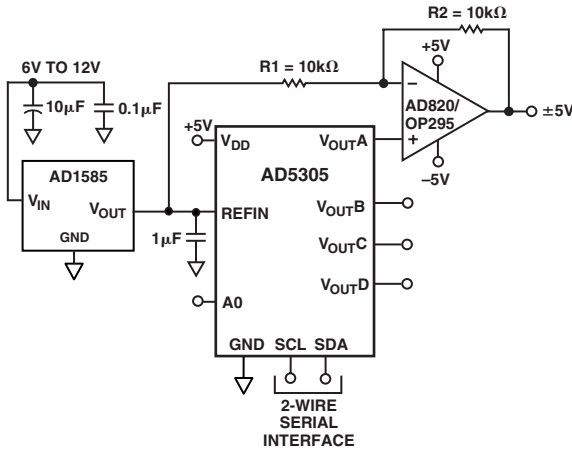 R2 = 10kΩ
6V TO 12V
R1 = 10kΩ
+5V
10μF
0.1μF
–
AD820/
OP295
+
±5V
–5V
+5V
VDD
VOUTA
AD5305
AD1585
VIN
VOUT
GND
REFIN
1μF
VOUTB
VOUTC
VOUTD
A0
GND SCL SDA
2-WIRE
SERIAL
INTERFACE